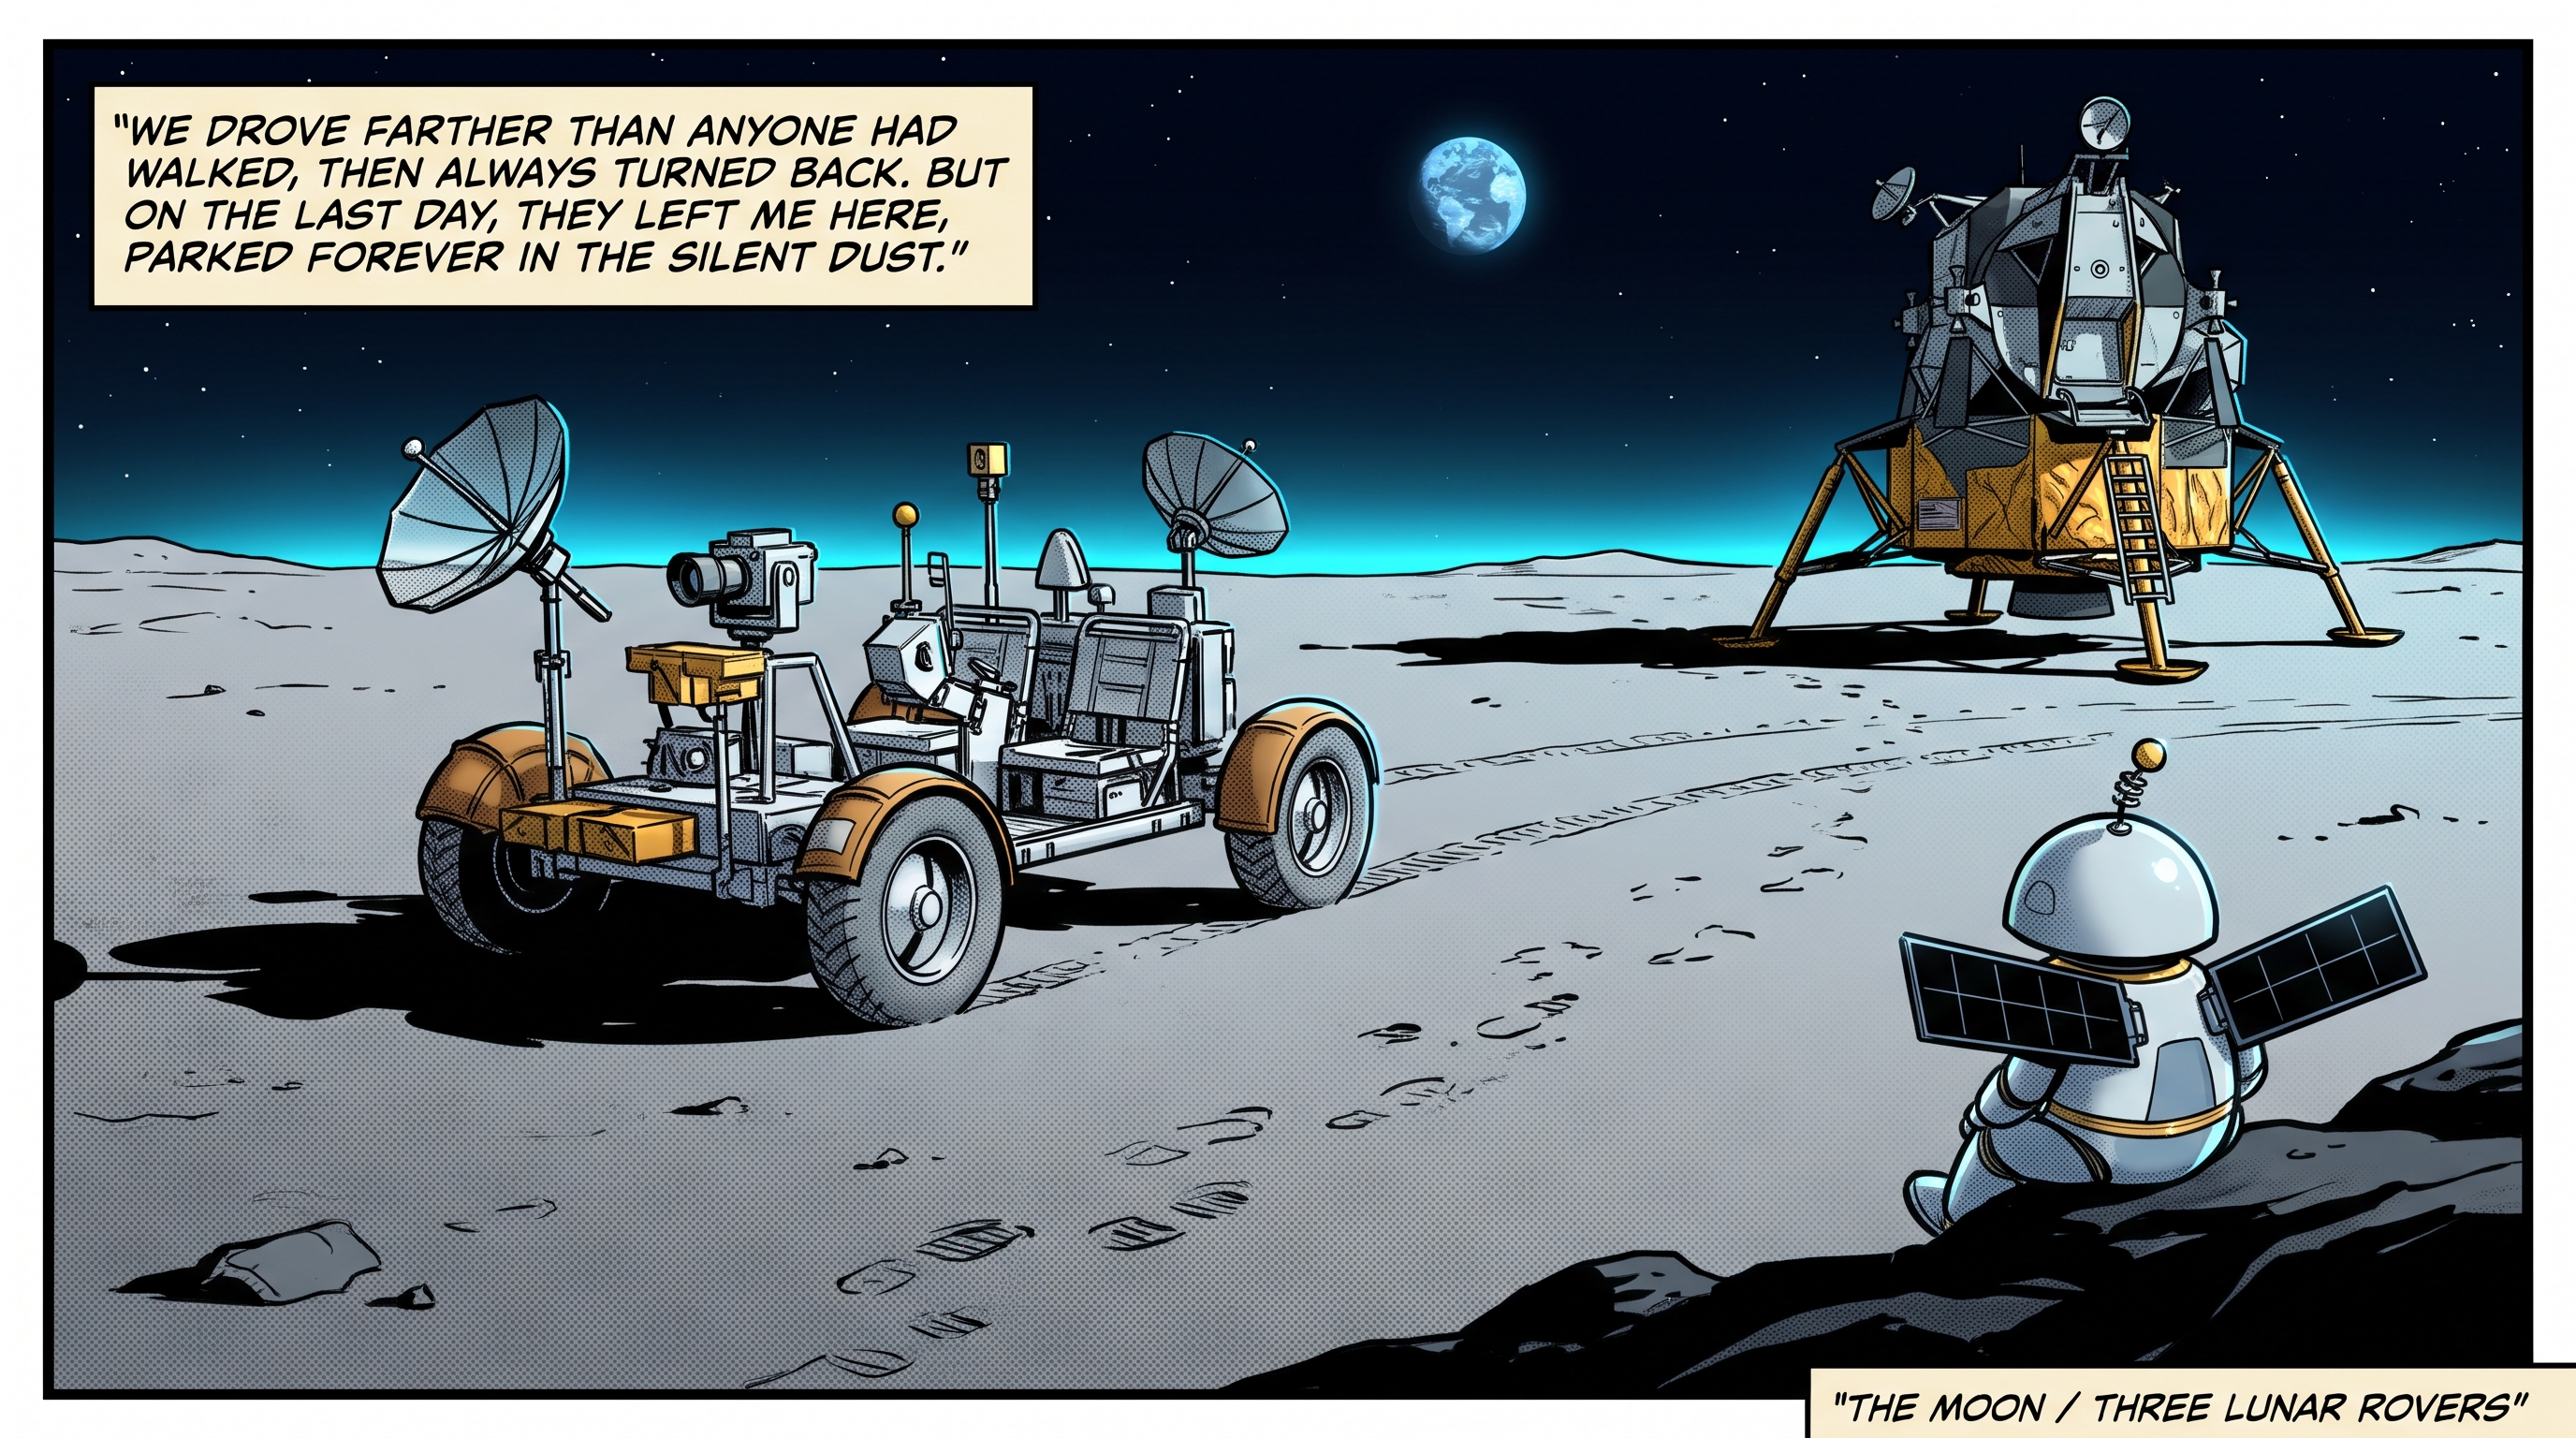 "WE DROVE FARTHER THAN ANYONE HAD
WALKED, THEN ALWAYS TURNED BACK. BUT
ON THE LAST DAY, THEY LEFT ME HERE,
PARKED FOREVER IN THE SILENT DUST."
"THE MOON / THREE LUNAR ROVERS"